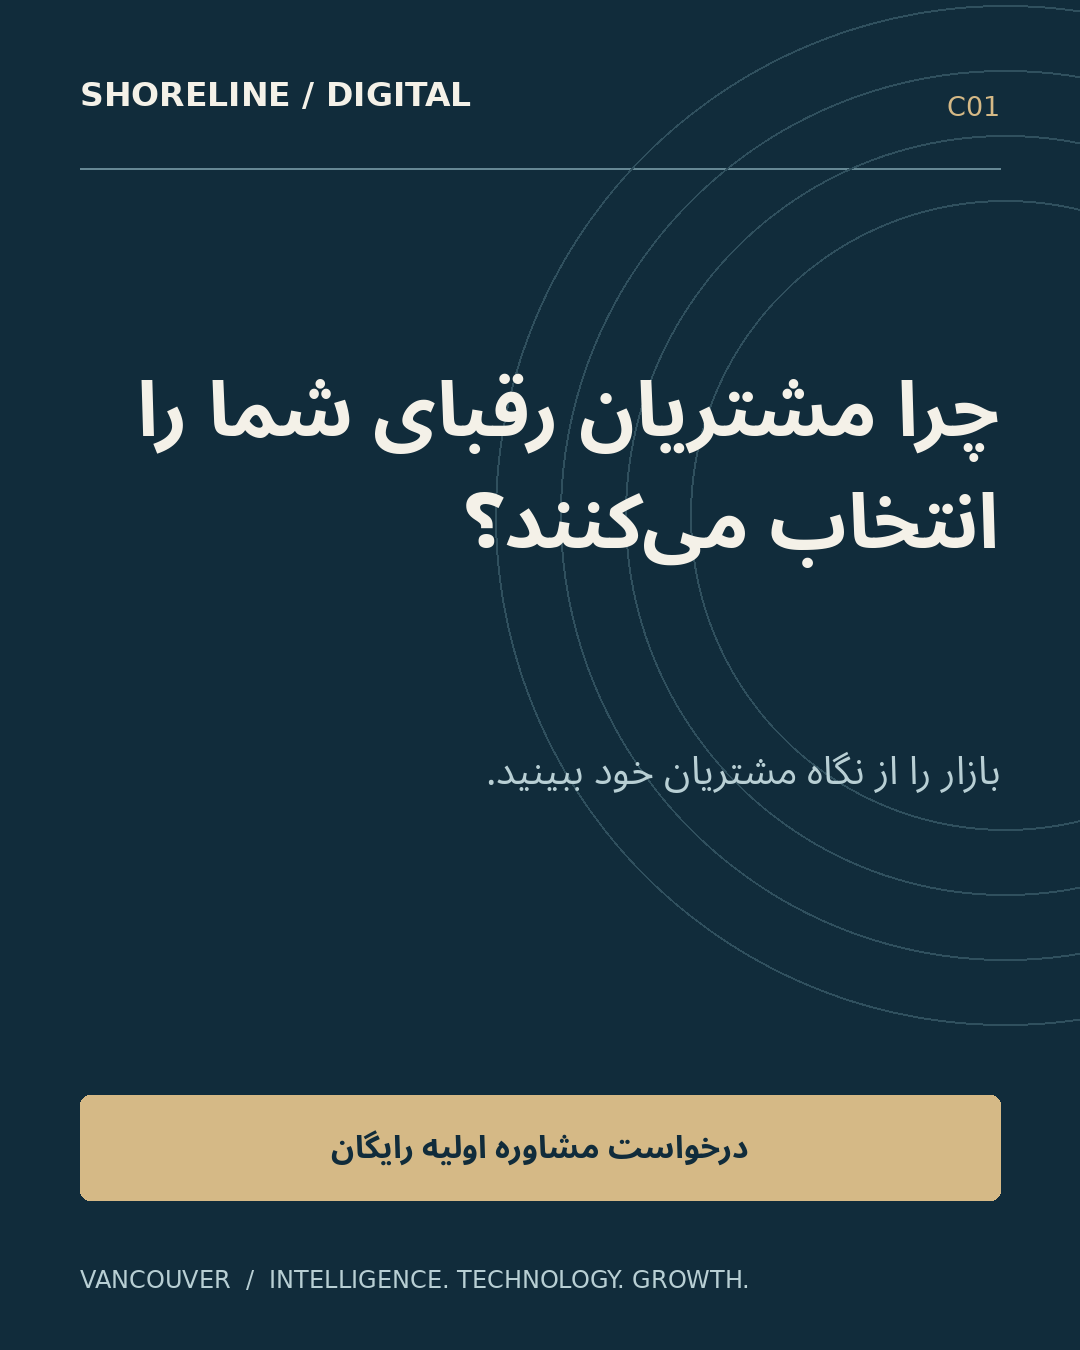 SHORELINE / DIGITAL
C01
چرا مشتریان رقبای شما را
انتخاب می‌کنند؟
بازار را از نگاه مشتریان خود ببینید.
درخواست مشاوره اولیه رایگان
VANCOUVER / INTELLIGENCE. TECHNOLOGY. GROWTH.